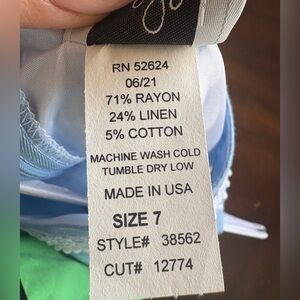 RN 52624
06/21
71% RAYON
24% LINEN
5% COTTON
MACHINE WASH COLD
TUMBLE DRY LOW
MADE IN USA
SIZE 7
STYLE# 38562
CUT# 12774